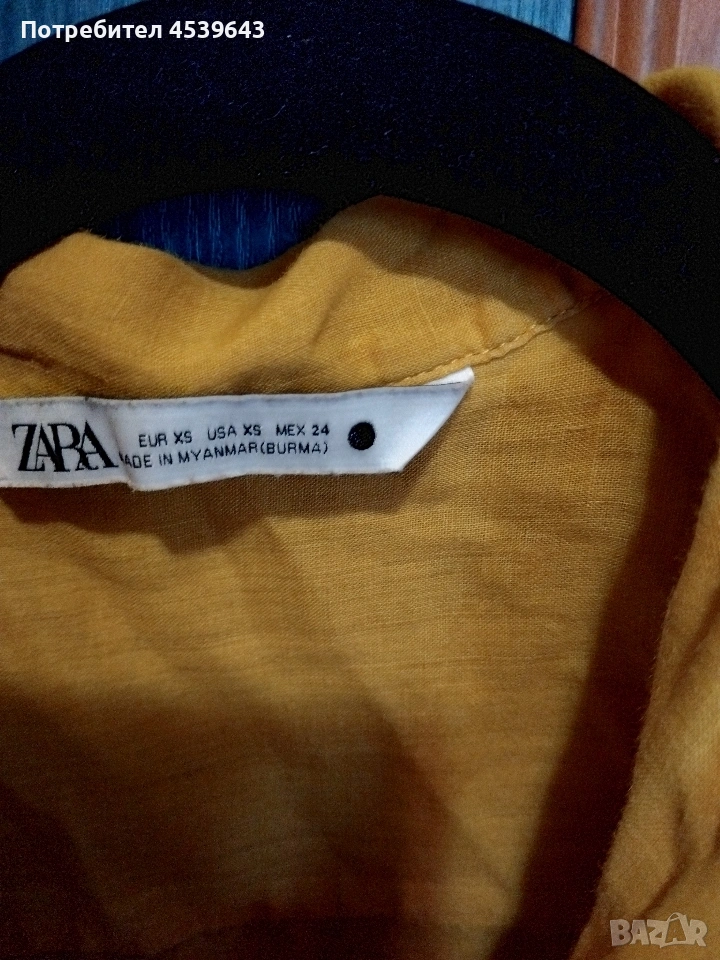 Потребител 4539643
ZARA
EUR XS USA XS MEX 24
MADE IN MYANMAR (BURMA)
BAZAR